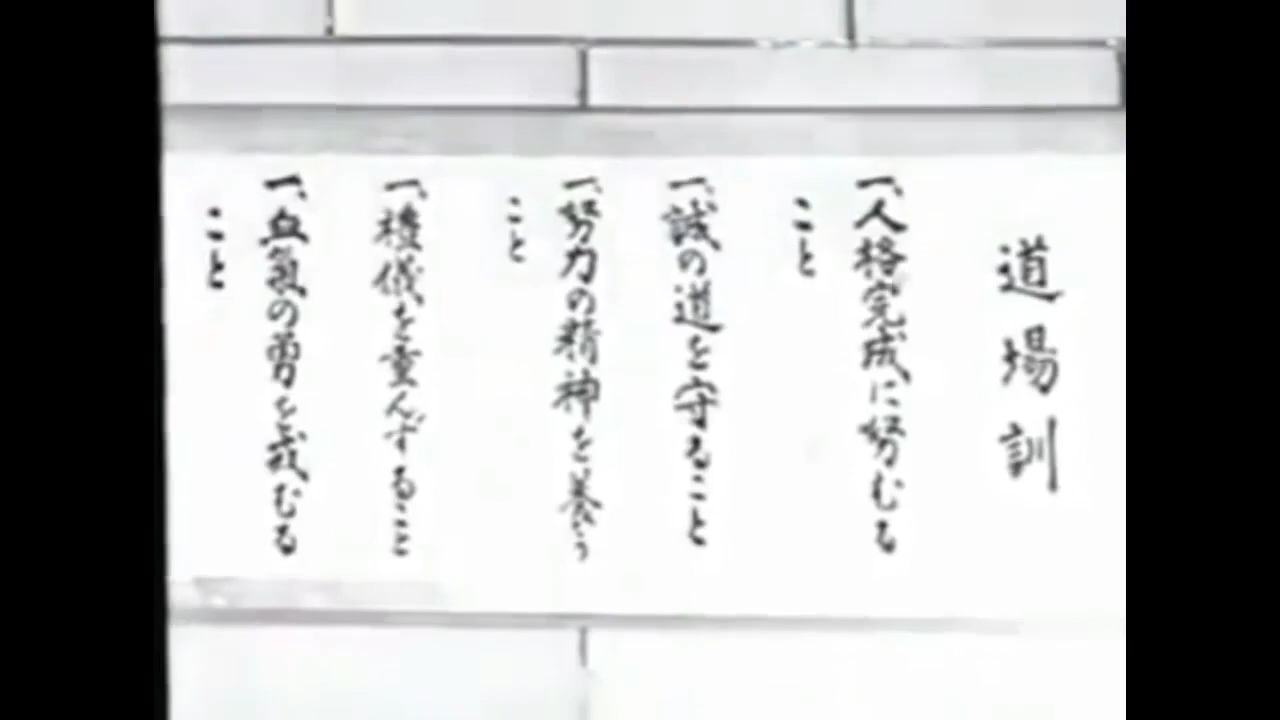 道場訓
一、人格完成に努むる
こと
一、誠の道を守ること
一、努力の精神を養う
こと
一、禮儀を重んずること
一、血氣の勇を戒むる
こと